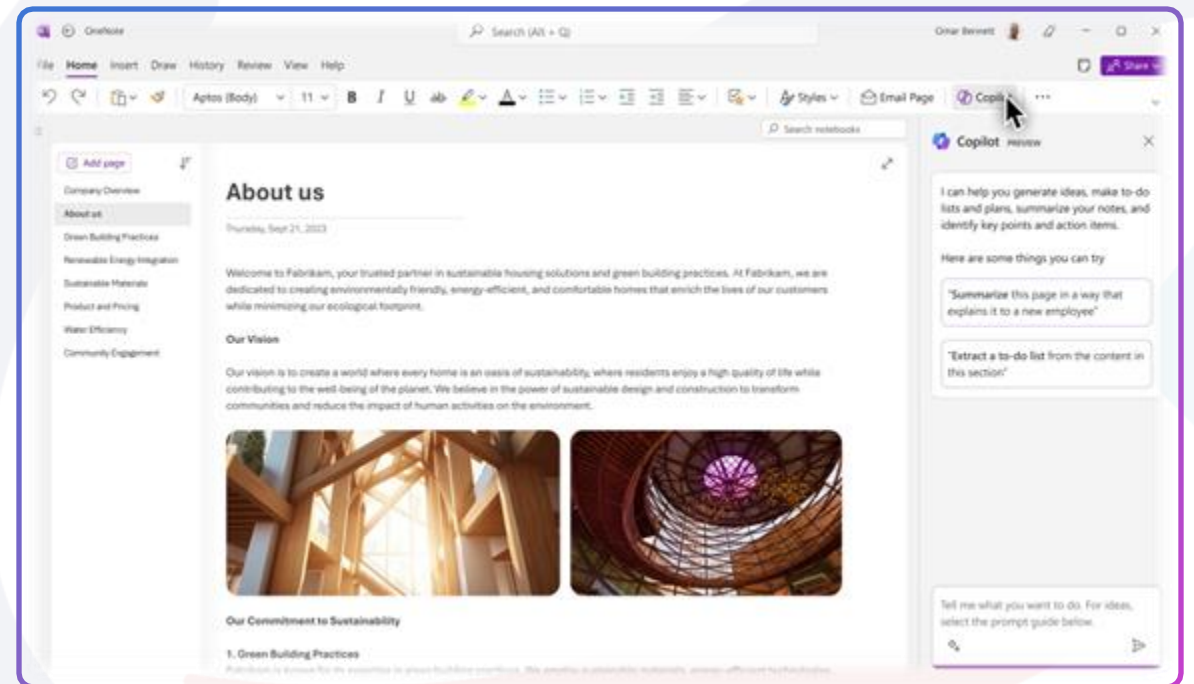 OneNote
Search (Alt + Q)
Omar Bennett
File Home Insert Draw History Review View Help
Share
Aptos (Body) 11 B I U ab A Styles Email Page Copilot ...
Search notebooks
Add page
Company Overview
About us
Green Building Practices
Renewable Energy Integration
Sustainable Materials
Product and Pricing
Water Efficiency
Community Engagement
About us
Thursday, Sept 21, 2023
Welcome to Fabrikam, your trusted partner in sustainable housing solutions and green building practices. At Fabrikam, we are
dedicated to creating environmentally friendly, energy-efficient, and comfortable homes that enrich the lives of our customers
while minimizing our ecological footprint.
Our Vision
Our vision is to create a world where every home is an oasis of sustainability, where residents enjoy a high quality of life while
contributing to the well-being of the planet. We believe in the power of sustainable design and construction to transform
communities and reduce the impact of human activities on the environment.
Our Commitment to Sustainability
1. Green Building Practices
Copilot PREVIEW
I can help you generate ideas, make to-do
lists and plans, summarize your notes, and
identify key points and action items.
Here are some things you can try
"Summarize this page in a way that
explains it to a new employee"
"Extract a to-do list from the content in
this section"
Tell me what you want to do. For ideas,
select the prompt guide below.